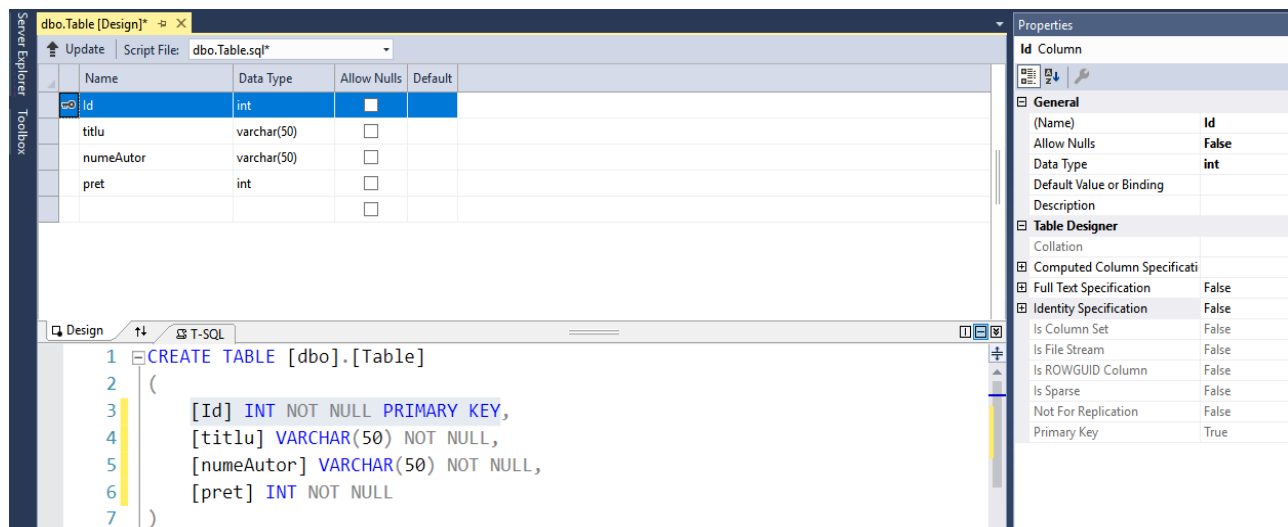 Server Explorer
Toolbox
dbo.Table [Design]*
Update Script File: dbo.Table.sql*
Name Data Type Allow Nulls Default
Id int
titlu varchar(50)
numeAutor varchar(50)
pret int
Design T-SQL
1 CREATE TABLE [dbo].[Table]
2 (
3 [Id] INT NOT NULL PRIMARY KEY,
4 [titlu] VARCHAR(50) NOT NULL,
5 [numeAutor] VARCHAR(50) NOT NULL,
6 [pret] INT NOT NULL
7 )
Properties
Id Column
General
(Name) Id
Allow Nulls False
Data Type int
Default Value or Binding
Description
Table Designer
Collation
Computed Column Specificati
Full Text Specification False
Identity Specification False
Is Column Set False
Is File Stream False
Is ROWGUID Column False
Is Sparse False
Not For Replication False
Primary Key True